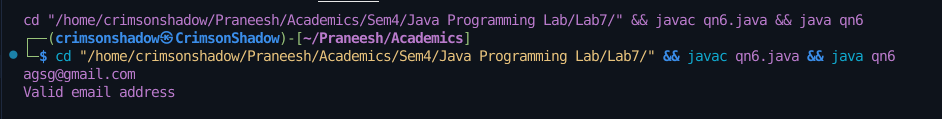 cd "/home/crimsonshadow/Praneesh/Academics/Sem4/Java Programming Lab/Lab7/" && javac qn6.java && java qn6
┌──(crimsonshadow㉿CrimsonShadow)-[~/Praneesh/Academics]
└─$ cd "/home/crimsonshadow/Praneesh/Academics/Sem4/Java Programming Lab/Lab7/" && javac qn6.java && java qn6
agsg@gmail.com
Valid email address